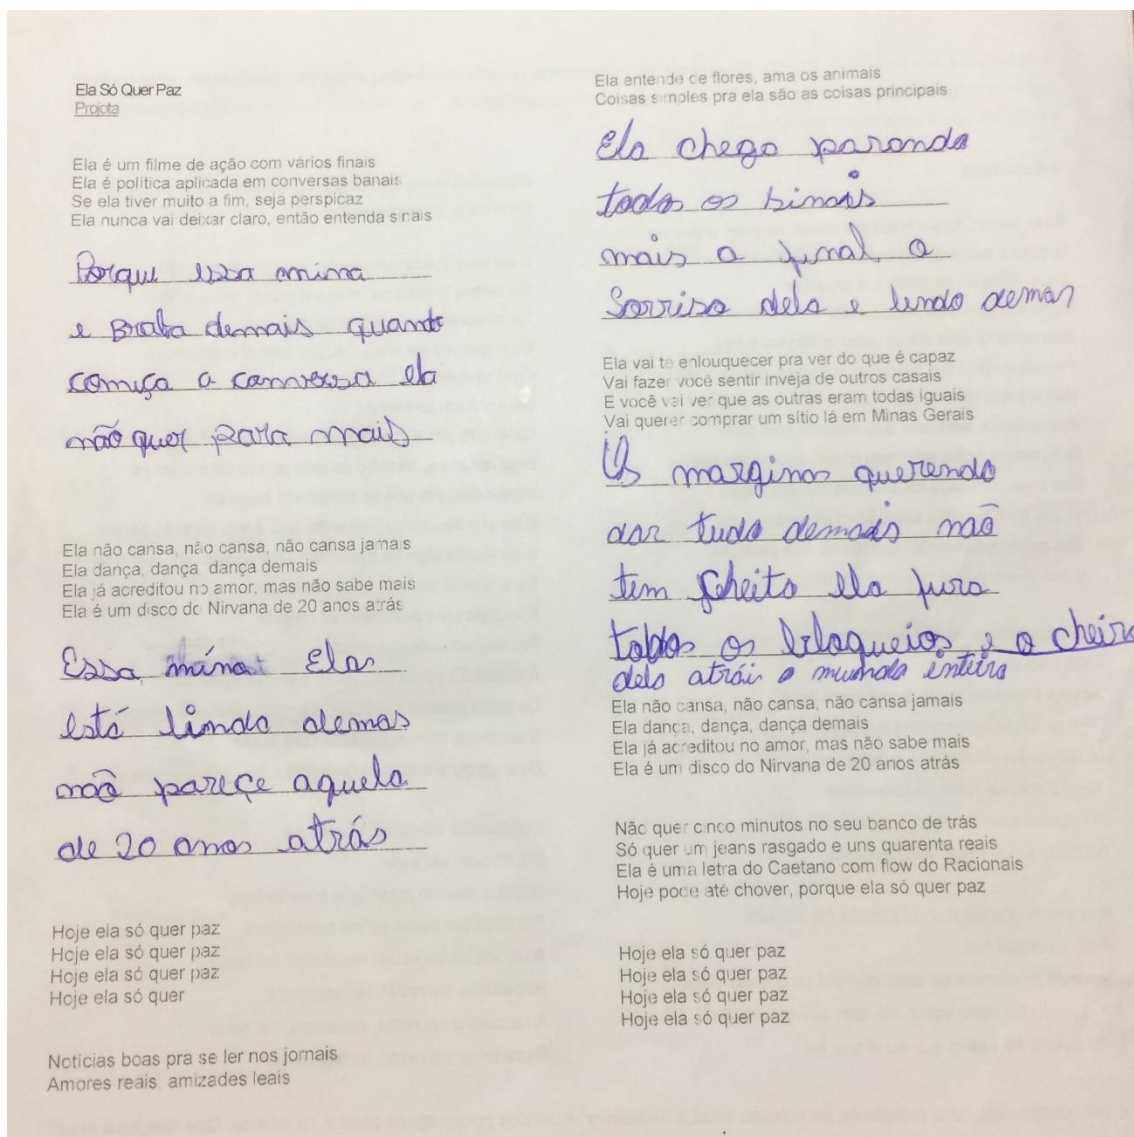 Ela Só Quer Paz
Projota
Ela é um filme de ação com vários finais
Ela é política aplicada em conversas banais
Se ela tiver muito a fim, seja perspicaz
Ela nunca vai deixar claro, então entenda sinais
Porque essa mina
e Braba demais quanto
começa a conversa ela
não quer para mais
Ela não cansa, não cansa, não cansa jamais
Ela dança, dança dança demais
Ela já acreditou no amor, mas não sabe mais
Ela é um disco do Nirvana de 20 anos atrás
Essa, Ela
está linda demas
não pareçe aquela
de 20 anos atrás
Hoje ela só quer paz
Hoje ela só quer paz
Hoje ela só quer paz
Hoje ela só quer
Notícias boas pra se ler nos jornais
Amores reais, amizades leais
Ela entende de flores, ama os animais
Coisas simples pra ela são as coisas principais
Ela chega parando
todos os sinais
mais a final, o
Sorriso dela e lindo demas
Ela vai te enlouquecer pra ver do que é capaz
Vai fazer você sentir inveja de outros casais
E você vai ver que as outras eram todas iguais
Vai querer comprar um sítio lá em Minas Gerais
Us marginas querendo
dar tudo demais não
tem ela fura
todos os bloqueios e o cheiro
dela atrái o mundo inteiro
Ela não cansa, não cansa, não cansa jamais
Ela dança, dança, dança demais
Ela já acreditou no amor, mas não sabe mais
Ela é um disco do Nirvana de 20 anos atrás
Não quer cinco minutos no seu banco de trás
Só quer um jeans rasgado e uns quarenta reais
Ela é uma letra do Caetano com flow do Racionais
Hoje pode até chover, porque ela só quer paz
Hoje ela só quer paz
Hoje ela só quer paz
Hoje ela só quer paz
Hoje ela só quer paz